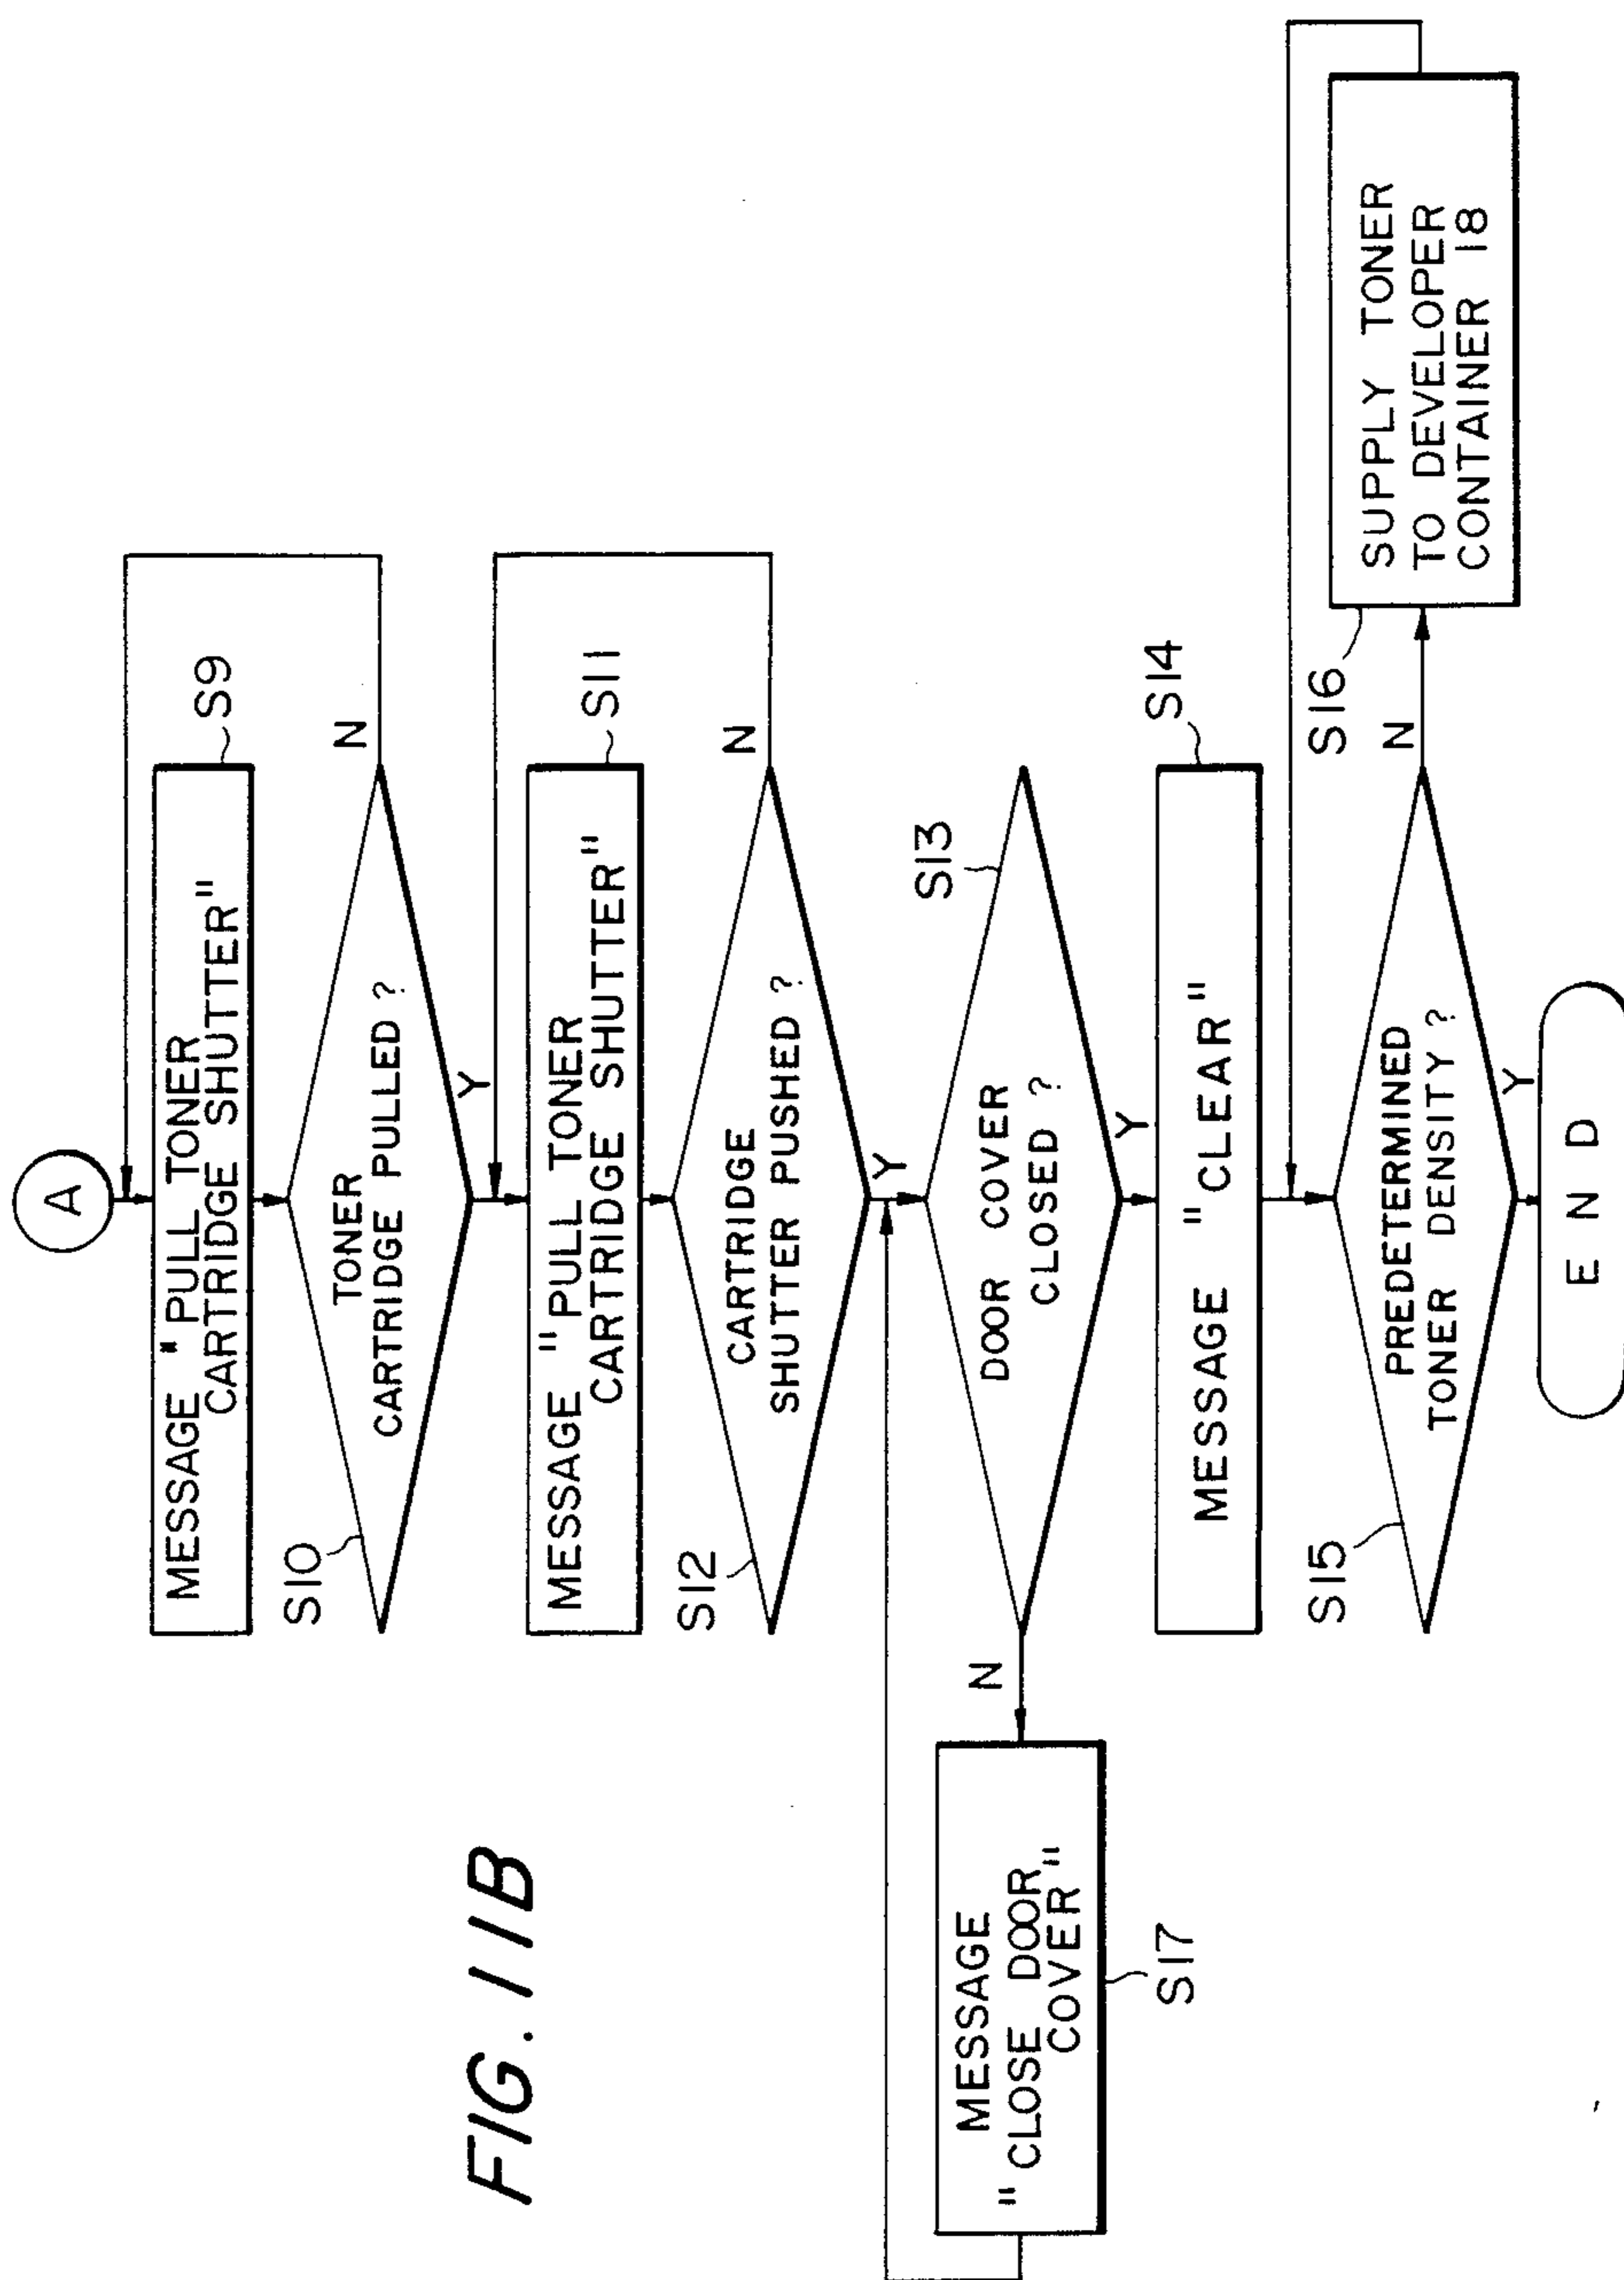 FIG. 11B
A
MESSAGE "PULL TONER
CARTRIDGE SHUTTER"
S9
S10
TONER
CARTRIDGE PULLED ?
N
Y
MESSAGE "PULL TONER
CARTRIDGE SHUTTER"
S11
S12
CARTRIDGE
SHUTTER PUSHED ?
N
Y
S13
DOOR COVER
CLOSED ?
N
Y
MESSAGE
"CLOSE DOOR
COVER"
S17
MESSAGE "CLEAR"
S14
S15
PREDETERMINED
TONER DENSITY ?
N
Y
S16
SUPPLY TONER
TO DEVELOPER
CONTAINER 18
END